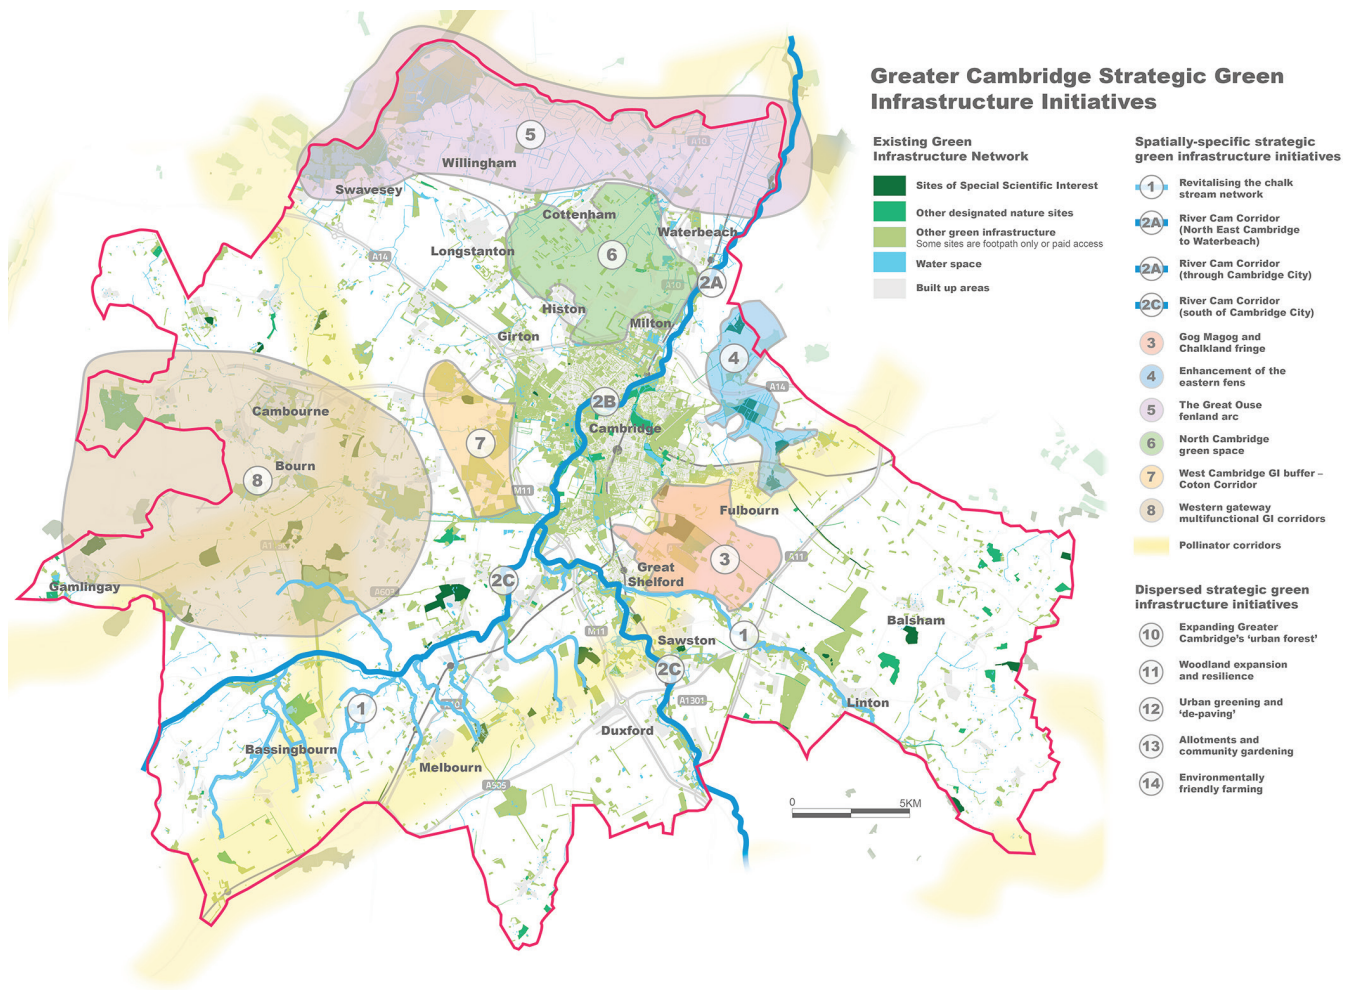 Greater Cambridge Strategic Green
Infrastructure Initiatives
Existing Green
Infrastructure Network
Sites of Special Scientific Interest
Other designated nature sites
Other green infrastructure
Some sites are footpath only or paid access
Water space
Built up areas
Spatially-specific strategic
green infrastructure initiatives
1
Revitalising the chalk
stream network
2A
River Cam Corridor
(North East Cambridge
to Waterbeach)
2A
River Cam Corridor
(through Cambridge City)
2C
River Cam Corridor
(south of Cambridge City)
3
Gog Magog and
Chalkland fringe
4
Enhancement of the
eastern fens
5
The Great Ouse
fenland arc
6
North Cambridge
green space
7
West Cambridge GI buffer –
Coton Corridor
8
Western gateway
multifunctional GI corridors
Pollinator corridors
Dispersed strategic green
infrastructure initiatives
10
Expanding Greater
Cambridge's 'urban forest'
11
Woodland expansion
and resilience
12
Urban greening and
'de-paving'
13
Allotments and
community gardening
14
Environmentally
friendly farming
0
5KM
5
A10
Willingham
Swavesey
Cottenham
Waterbeach
Longstanton
6
A14
2A
A10
Histon
Milton
Girton
4
A14
2B
Cambourne
Cambridge
7
Bourn
8
M11
Fulbourn
3
A11
Great
Shelford
2C
Gamlingay
Balsham
M11
Sawston
1
2C
A1301
Linton
1
A10
Duxford
Bassingbourn
Melbourn
A505